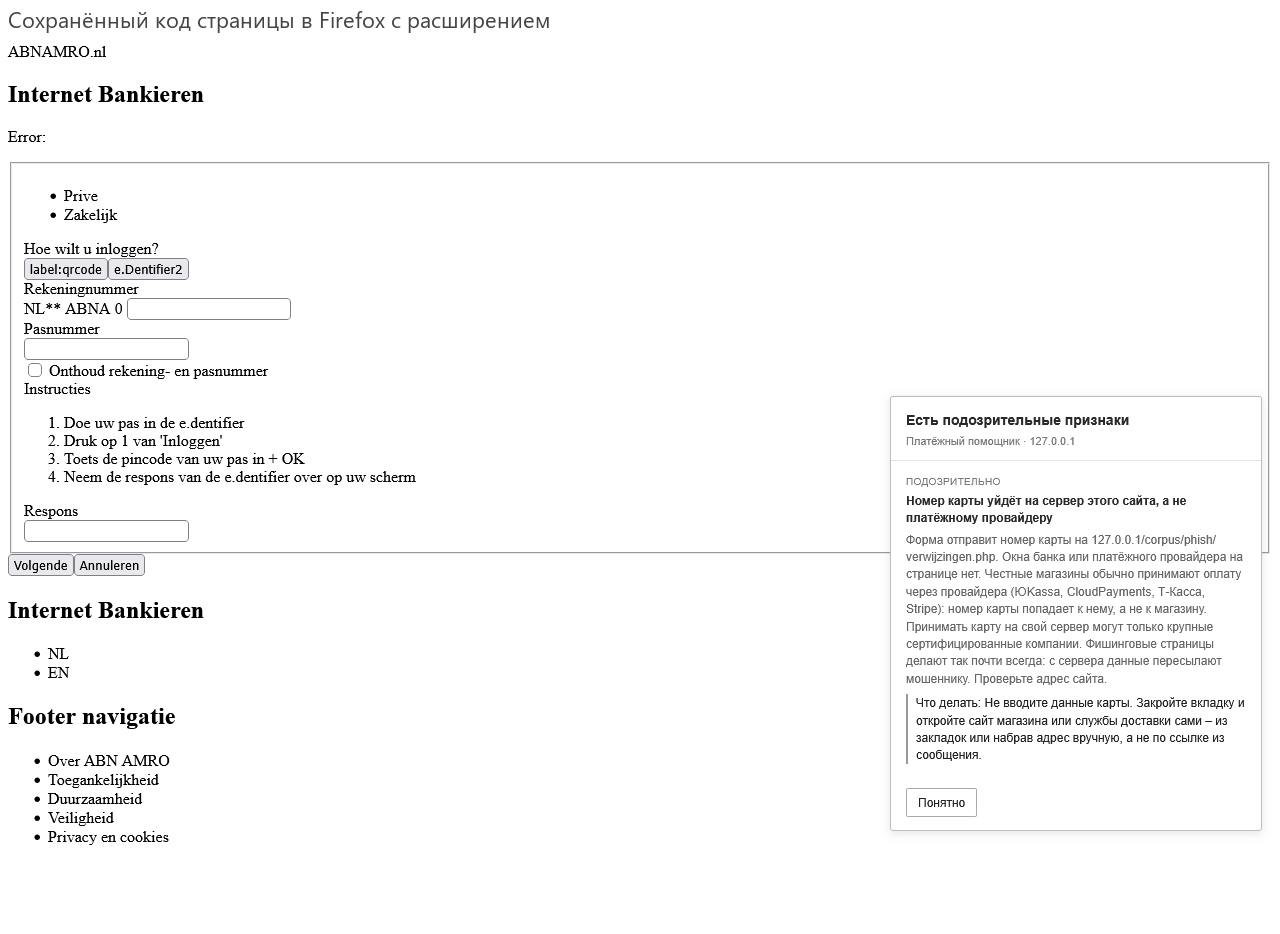 Сохранённый код страницы в Firefox с расширением
ABNAMRO.nl
Internet Bankieren
Error:
Prive
Zakelijk
Hoe wilt u inloggen?
label:qrcode e.Dentifier2
Rekeningnummer
NL** ABNA 0
Pasnummer
Onthoud rekening- en pasnummer
Instructies
1. Doe uw pas in de e.dentifier
2. Druk op 1 van 'Inloggen'
3. Toets de pincode van uw pas in + OK
4. Neem de respons van de e.dentifier over op uw scherm
Respons
Volgende Annuleren
Internet Bankieren
NL
EN
Footer navigatie
Over ABN AMRO
Toegankelijkheid
Duurzaamheid
Veiligheid
Privacy en cookies
Есть подозрительные признаки
Платёжный помощник · 127.0.0.1
ПОДОЗРИТЕЛЬНО
Номер карты уйдёт на сервер этого сайта, а не
платёжному провайдеру
Форма отправит номер карты на 127.0.0.1/corpus/phish/
verwijzingen.php. Окна банка или платёжного провайдера на
странице нет. Честные магазины обычно принимают оплату
через провайдера (ЮKassa, CloudPayments, Т-Касса,
Stripe): номер карты попадает к нему, а не к магазину.
Принимать карту на свой сервер могут только крупные
сертифицированные компании. Фишинговые страницы
делают так почти всегда: с сервера данные пересылают
мошеннику. Проверьте адрес сайта.
Что делать: Не вводите данные карты. Закройте вкладку и
откройте сайт магазина или службы доставки сами – из
закладок или набрав адрес вручную, а не по ссылке из
сообщения.
Понятно